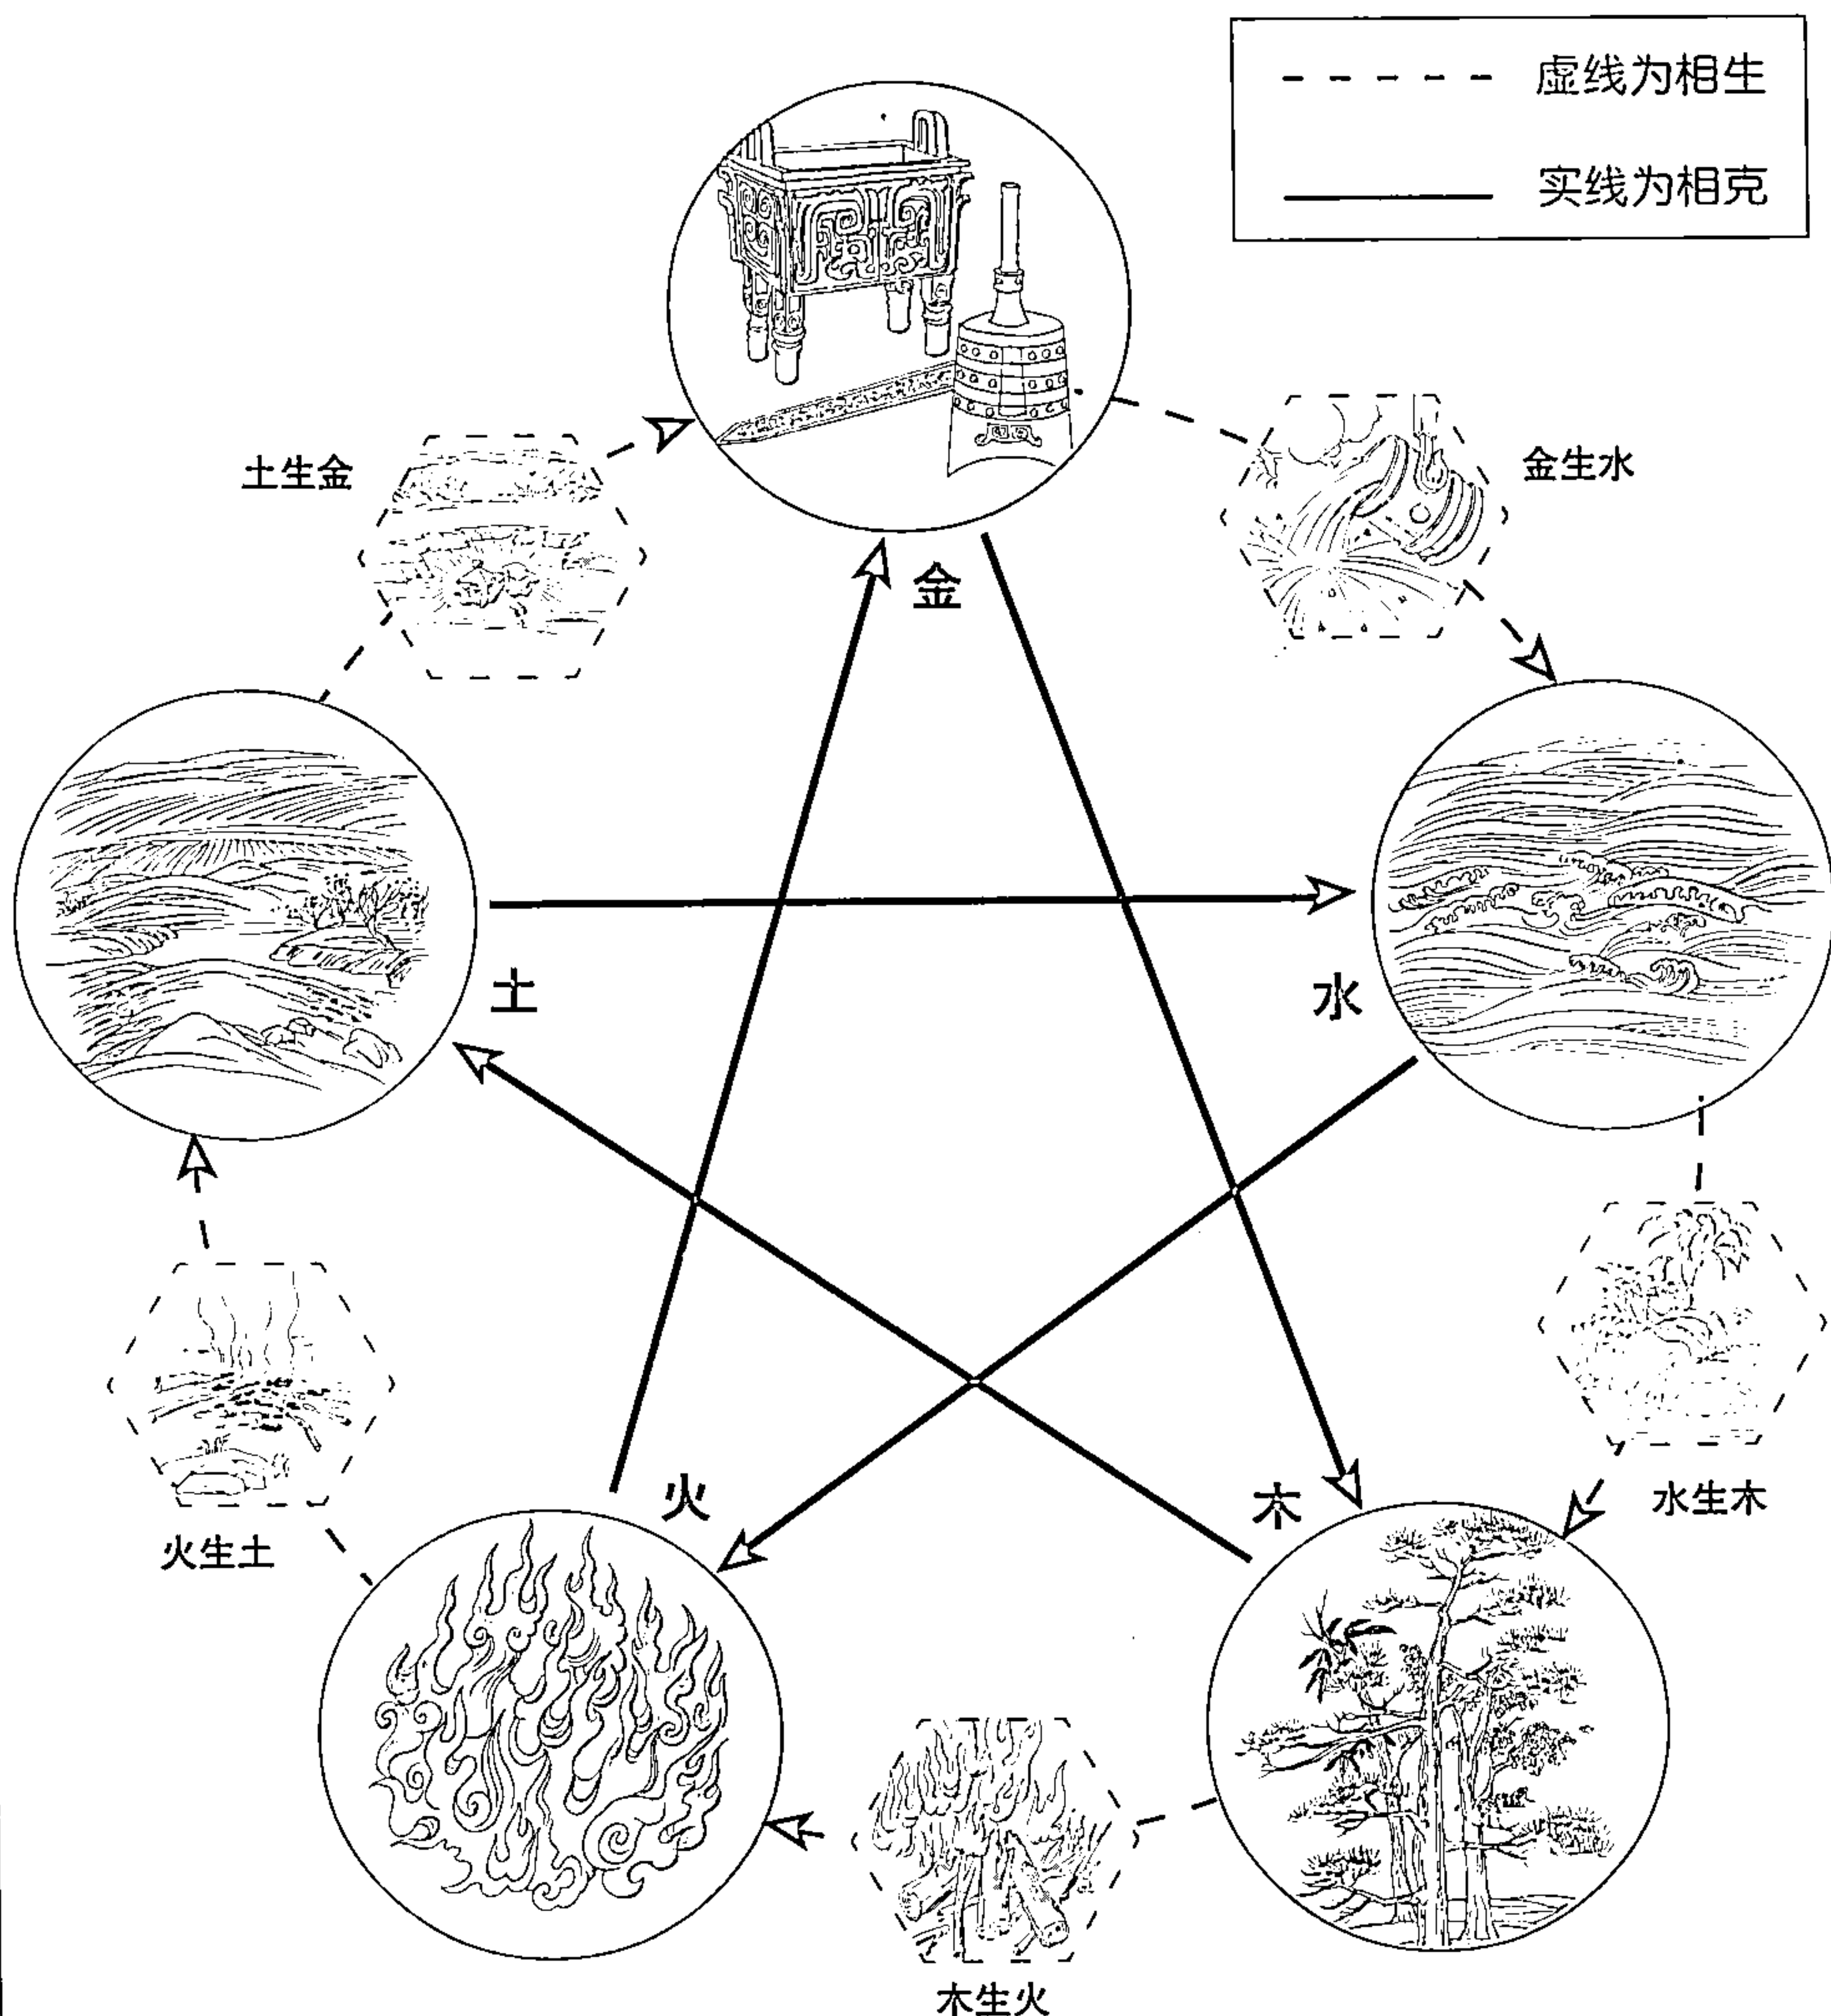 虚线为相生
实线为相克
土生金
金生水
金
土
水
火
木
水生木
火生土
木生火